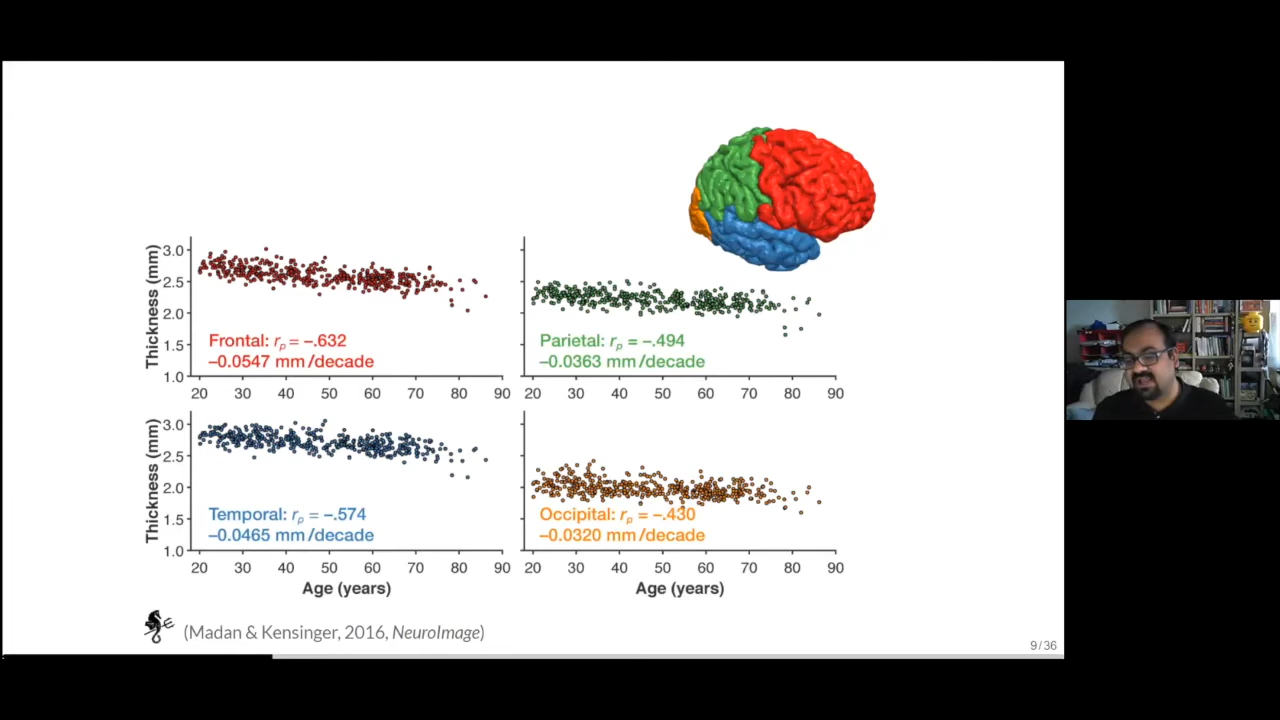 3.0
2.5
2.0
1.5
1.0
Thickness (mm)
Frontal: rp = –.632
–0.0547 mm/decade
20 30 40 50 60 70 80 90
Parietal: rp = –.494
–0.0363 mm/decade
20 30 40 50 60 70 80 90
3.0
2.5
2.0
1.5
1.0
Thickness (mm)
Temporal: rp = –.574
–0.0465 mm/decade
20 30 40 50 60 70 80 90
Age (years)
Occipital: rp = –.430
–0.0320 mm/decade
20 30 40 50 60 70 80 90
Age (years)
(Madan & Kensinger, 2016, NeuroImage)
9/36